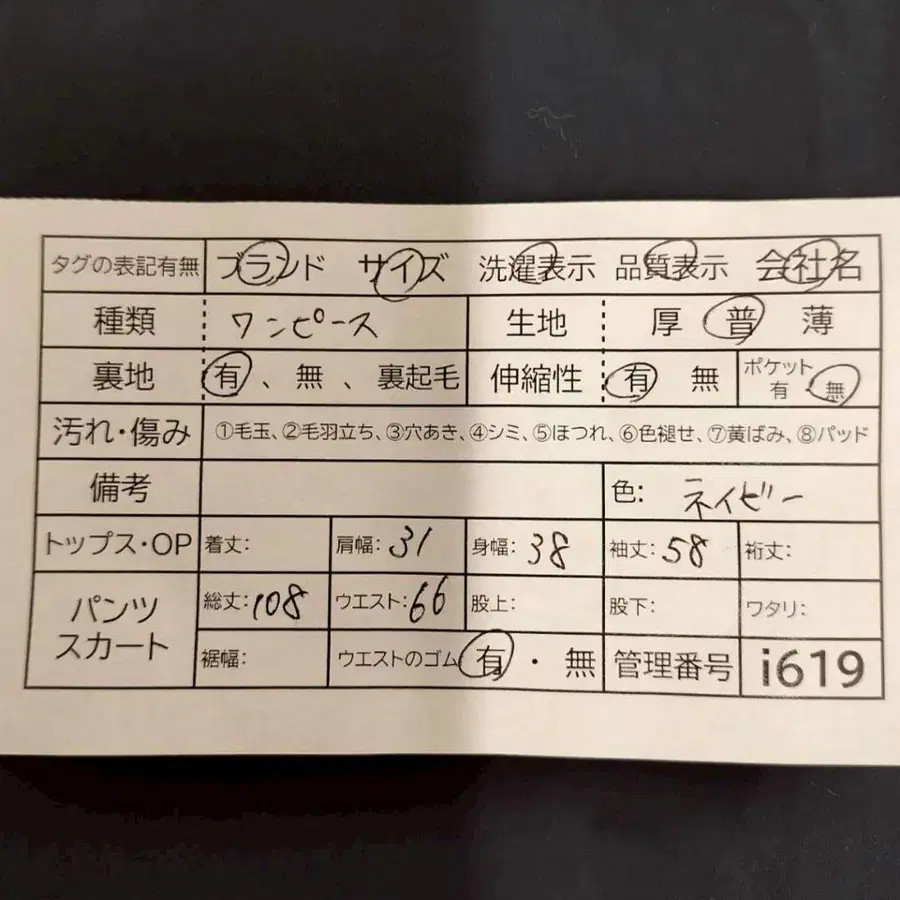 タグの表記有無 ブランド サイズ 洗濯表示 品質表示 会社名
種類 ワンピース 生地 厚 普 薄
裏地 有、無、裏起毛 伸縮性 有 無 ポケット 有・無
汚れ・傷み ①毛玉、②毛羽立ち、③穴あき、④シミ、⑤ほつれ、⑥色褪せ、⑦黄ばみ、⑧パッド
備考 色: ネイビー
トップス・OP 着丈: 肩幅: 31 身幅: 38 袖丈: 58 裄丈:
パンツ スカート 総丈: 108 ウエスト: 66 股上: 股下: ワタリ:
裾幅: ウエストのゴム 有・無 管理番号 i619